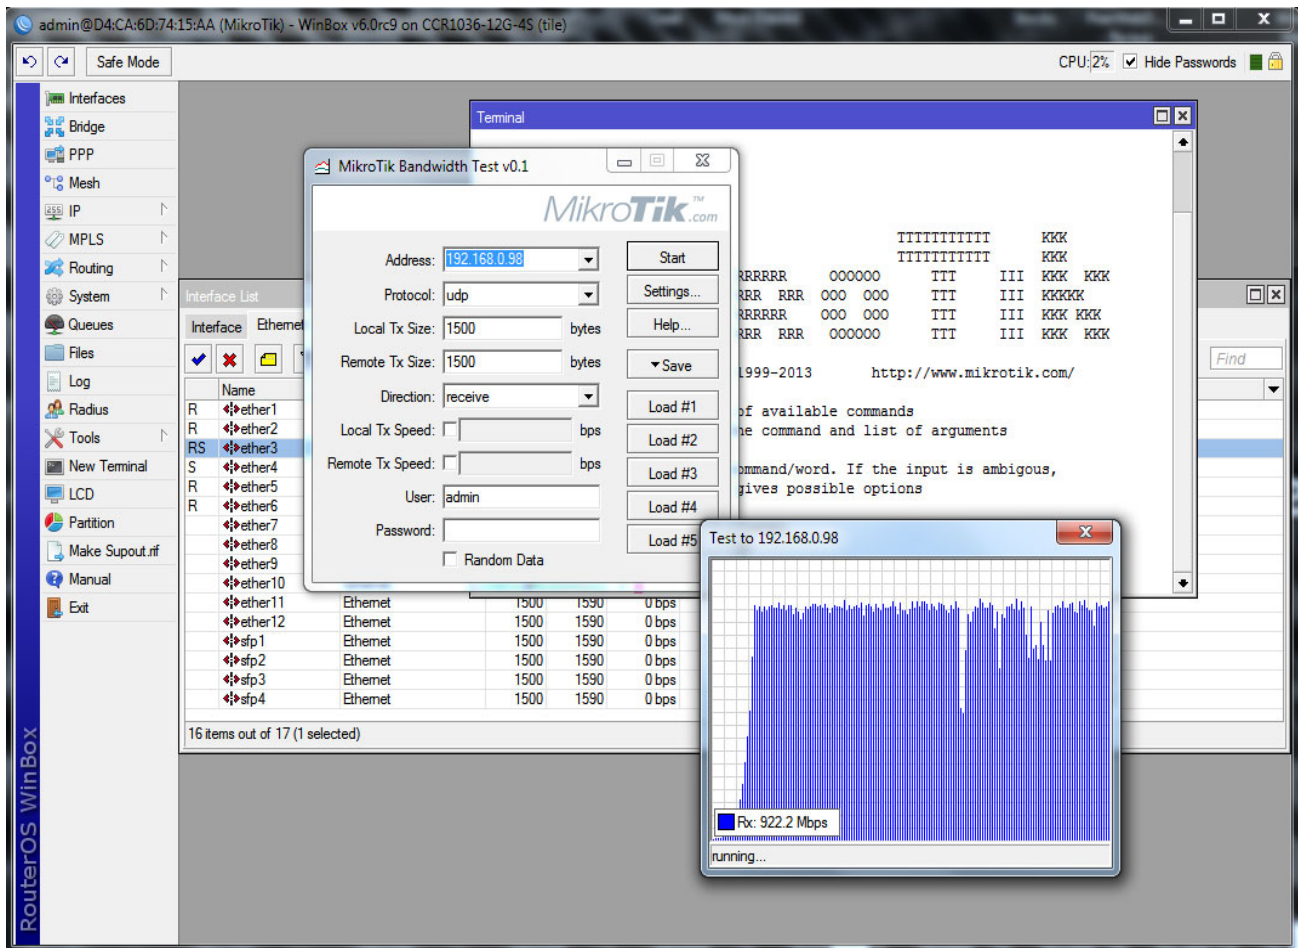 admin@D4:CA:6D:74:15:AA (MikroTik) - WinBox v6.0rc9 on CCR1036-12G-4S (tile)
Safe Mode
CPU: 2% Hide Passwords
RouterOS WinBox
Interfaces
Bridge
PPP
Mesh
255 IP
MPLS
Routing
System
Queues
Files
Log
Radius
Tools
New Terminal
LCD
Partition
Make Supout.rif
Manual
Exit
Terminal
TTTTTTTTTTT KKK
TTTTTTTTTTT KKK
RRRRRR OOOOOO TTT III KKK KKK
RRR RRR OOO OOO TTT III KKKKK
RRRRRR OOO OOO TTT III KKK KKK
RRR RRR OOOOOO TTT III KKK KKK
1999-2013 http://www.mikrotik.com/
of available commands
command and list of arguments
ommand/word. If the input is ambigous,
gives possible options
MikroTik Bandwidth Test v0.1
MikroTik™.com
Address: 192.168.0.98 Start
Protocol: udp Settings...
Local Tx Size: 1500 bytes Help...
Remote Tx Size: 1500 bytes Save
Direction: receive Load #1
Local Tx Speed: bps Load #2
Remote Tx Speed: bps Load #3
User: admin Load #4
Password: Load #5
Random Data
Interface List
Interface Ethernet
Find
Name
R ether1
R ether2
RS ether3
S ether4
R ether5
R ether6
ether7
ether8
ether9
ether10
ether11 Ethernet 1500 1590 0 bps
ether12 Ethernet 1500 1590 0 bps
sfp1 Ethernet 1500 1590 0 bps
sfp2 Ethernet 1500 1590 0 bps
sfp3 Ethernet 1500 1590 0 bps
sfp4 Ethernet 1500 1590 0 bps
16 items out of 17 (1 selected)
Test to 192.168.0.98
Rx: 922.2 Mbps
running...